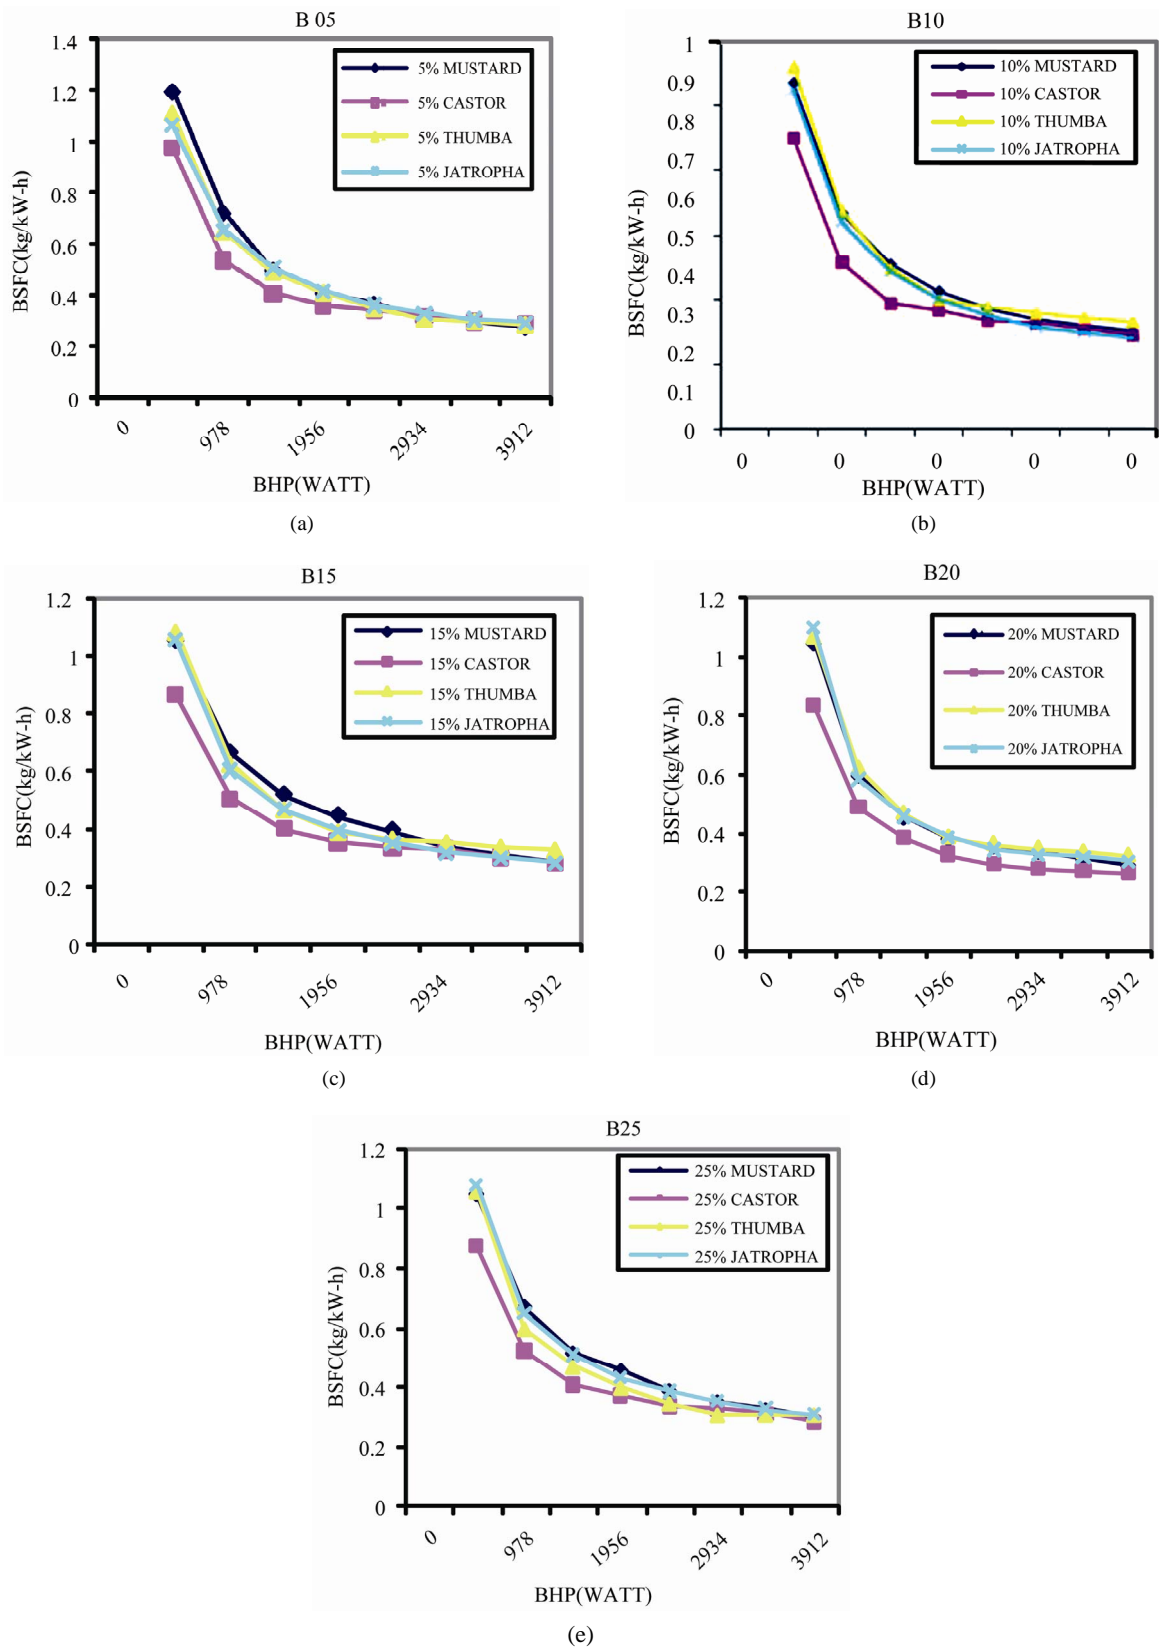 B 05
1.4
1.2
1
0.8
0.6
0.4
0.2
0
BSFC(kg/kW-h)
5% MUSTARD
5% CASTOR
5% THUMBA
5% JATROPHA
0 978 1956 2934 3912
BHP(WATT)
(a)
B10
1
0.9
0.8
0.7
0.6
0.5
0.4
0.3
0.2
0.1
0
BSFC(kg/kW-h)
10% MUSTARD
10% CASTOR
10% THUMBA
10% JATROPHA
0 0 0 0 0
BHP(WATT)
(b)
B15
1.2
1
0.8
0.6
0.4
0.2
0
BSFC(kg/kW-h)
15% MUSTARD
15% CASTOR
15% THUMBA
15% JATROPHA
0 978 1956 2934 3912
BHP(WATT)
(c)
B20
1.2
1
0.8
0.6
0.4
0.2
0
BSFC(kg/kW-h)
20% MUSTARD
20% CASTOR
20% THUMBA
20% JATROPHA
0 978 1956 2934 3912
BHP(WATT)
(d)
B25
1.2
1
0.8
0.6
0.4
0.2
0
BSFC(kg/kW-h)
25% MUSTARD
25% CASTOR
25% THUMBA
25% JATROPHA
0 978 1956 2934 3912
BHP(WATT)
(e)